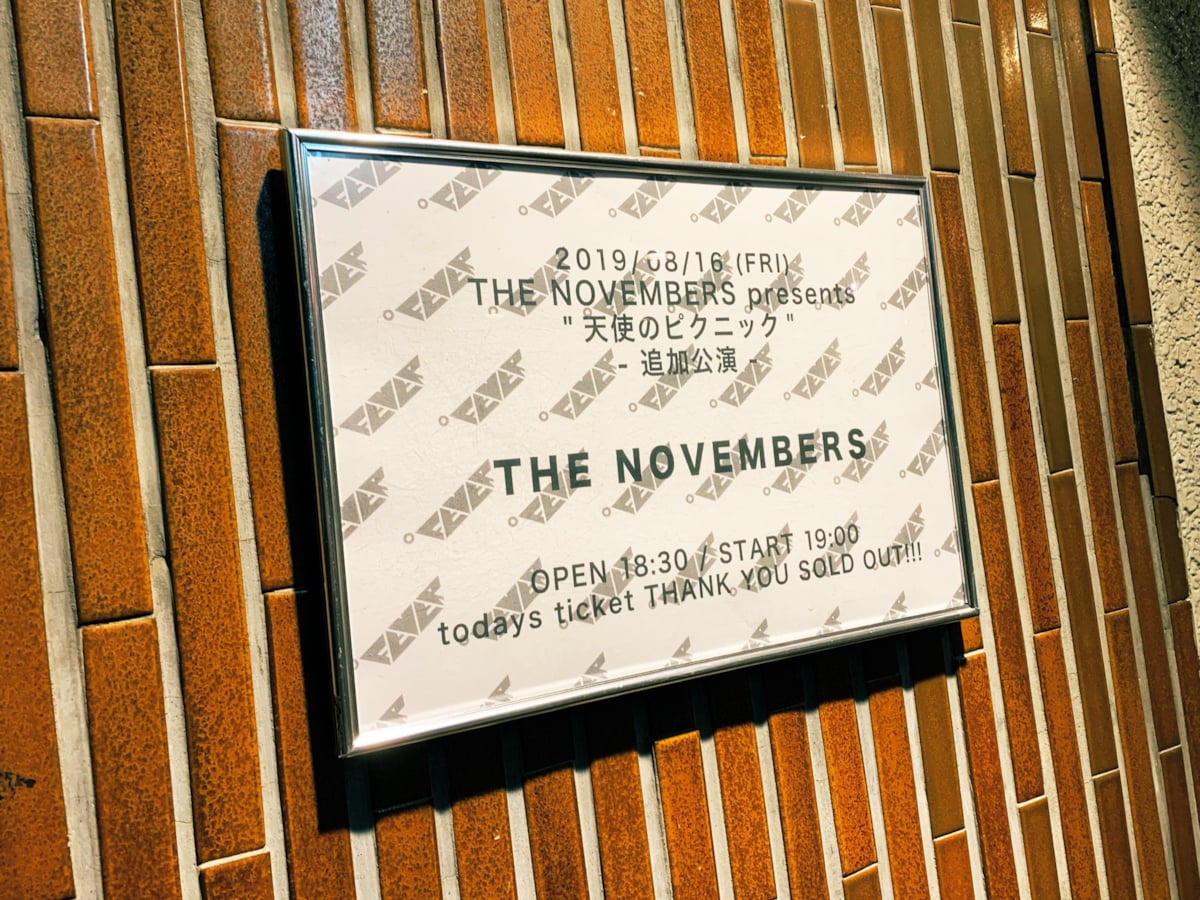 2019/08/16 (FRI)
THE NOVEMBERS presents
"天使のピクニック"
- 追加公演 -
THE NOVEMBERS
OPEN 18:30 / START 19:00
todays ticket THANK YOU SOLD OUT!!!